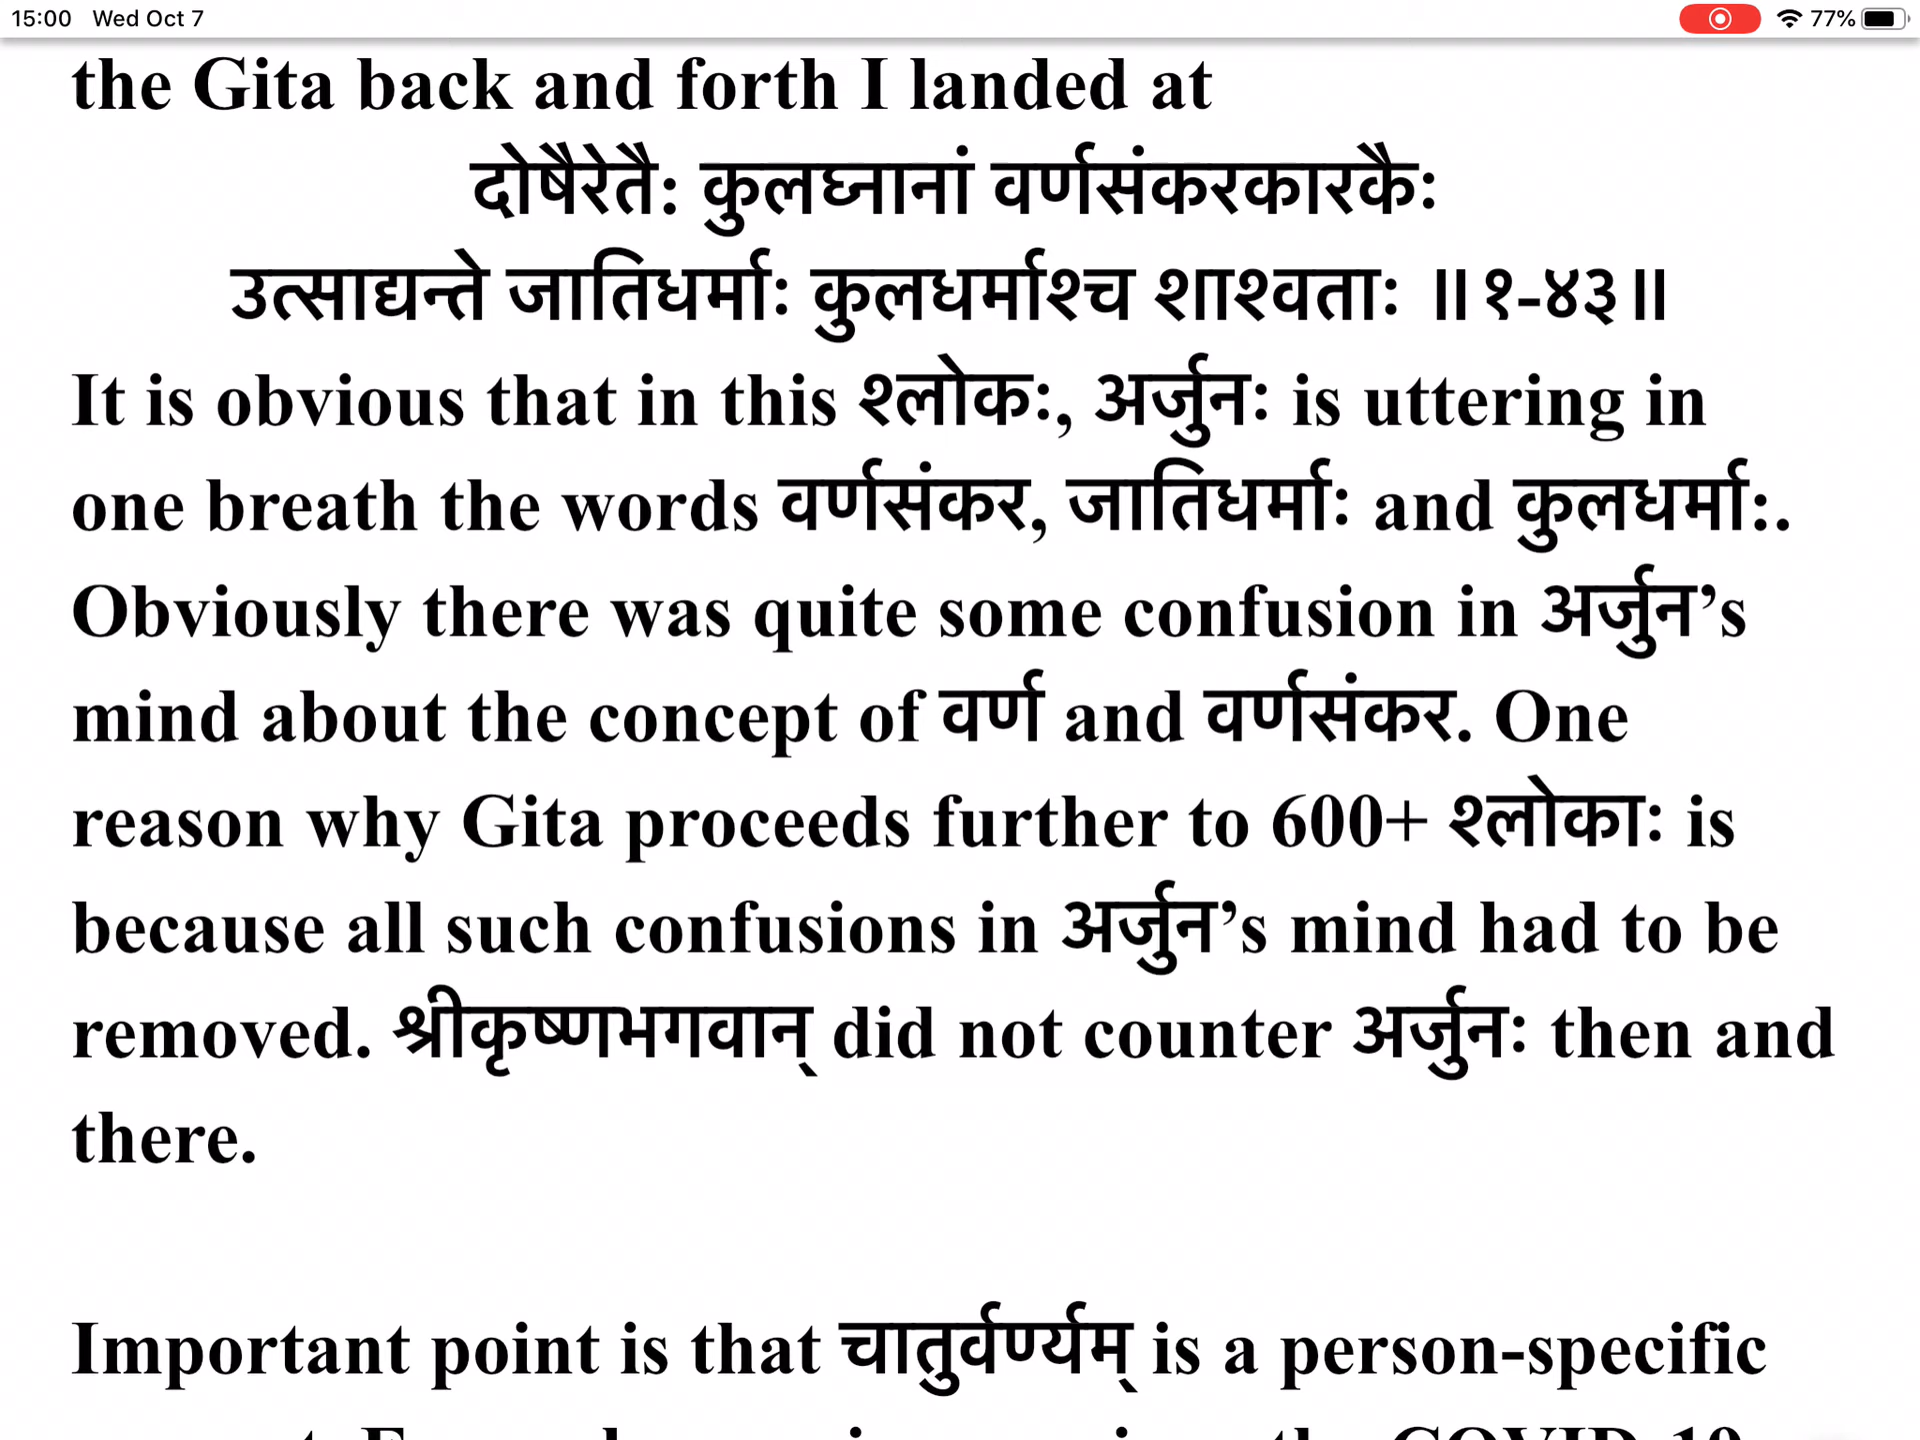 15:00 Wed Oct 7 77%
the Gita back and forth I landed at
दोषैरेतै: कुलघ्नानां वर्णसंकरकारकैः
उत्साद्यन्ते जातिधर्माः कुलधर्माश्च शाश्वताः ॥१-४३॥
It is obvious that in this श्लोकः, अर्जुनः is uttering in
one breath the words वर्णसंकर, जातिधर्माः and कुलधर्मा:.
Obviously there was quite some confusion in अर्जुन’s
mind about the concept of वर्ण and वर्णसंकर. One
reason why Gita proceeds further to 600+ श्लोकाः is
because all such confusions in अर्जुन’s mind had to be
removed. श्रीकृष्णभगवान् did not counter अर्जुनः then and
there.
Important point is that चातुर्वर्ण्यम् is a person-specific